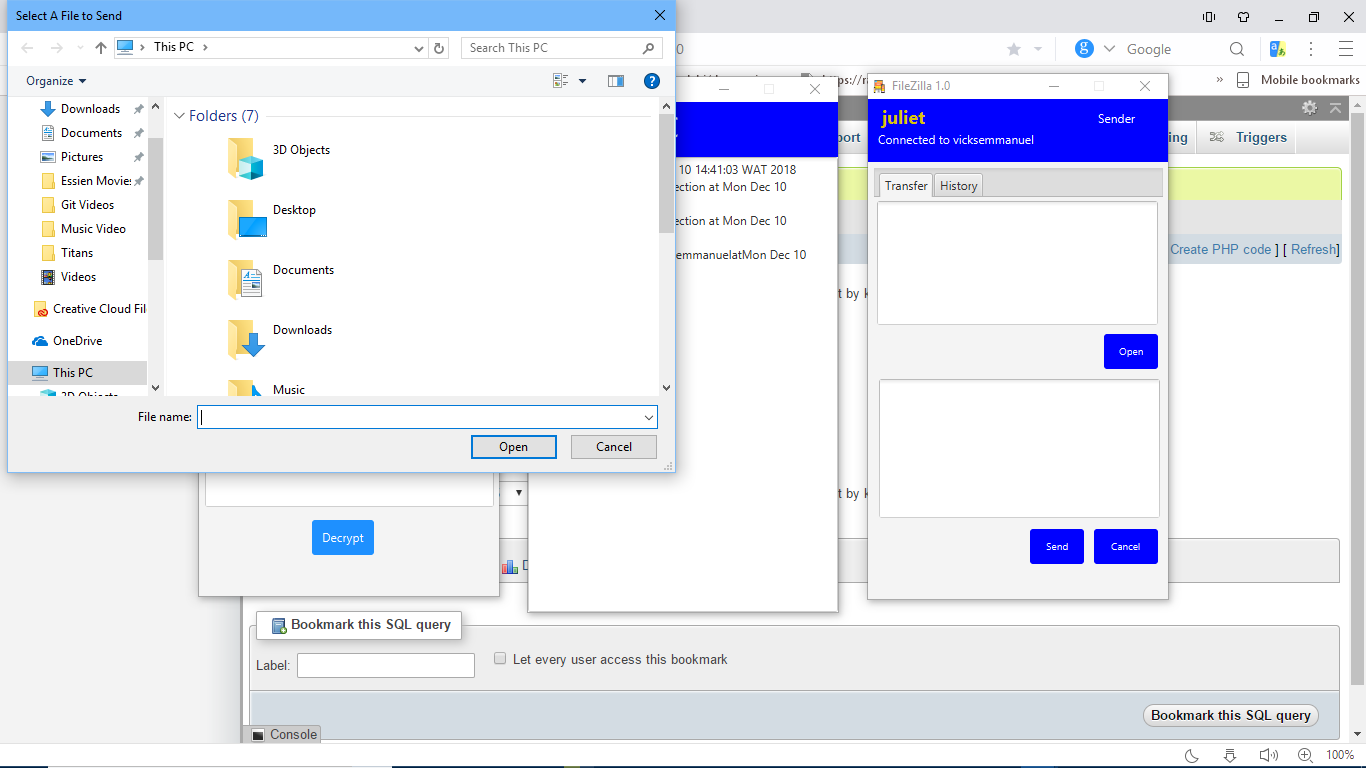 Select A File to Send
This PC
Search This PC
Organize
Downloads
Documents
Pictures
Essien Movie
Git Videos
Music Video
Titans
Videos
Creative Cloud Fil
OneDrive
This PC
3D Objects
Folders (7)
3D Objects
Desktop
Documents
Downloads
Music
File name:
Open
Cancel
Decrypt
10 14:41:03 WAT 2018
ection at Mon Dec 10
ection at Mon Dec 10
emmanuelatMon Dec 10
FileZilla 1.0
juliet
Sender
Connected to vicksemmanuel
Transfer
History
Open
Send
Cancel
Google
Mobile bookmarks
port
ing
Triggers
Create PHP code ] [ Refresh]
t by k
t by k
Bookmark this SQL query
Label:
Let every user access this bookmark
Bookmark this SQL query
Console
100%